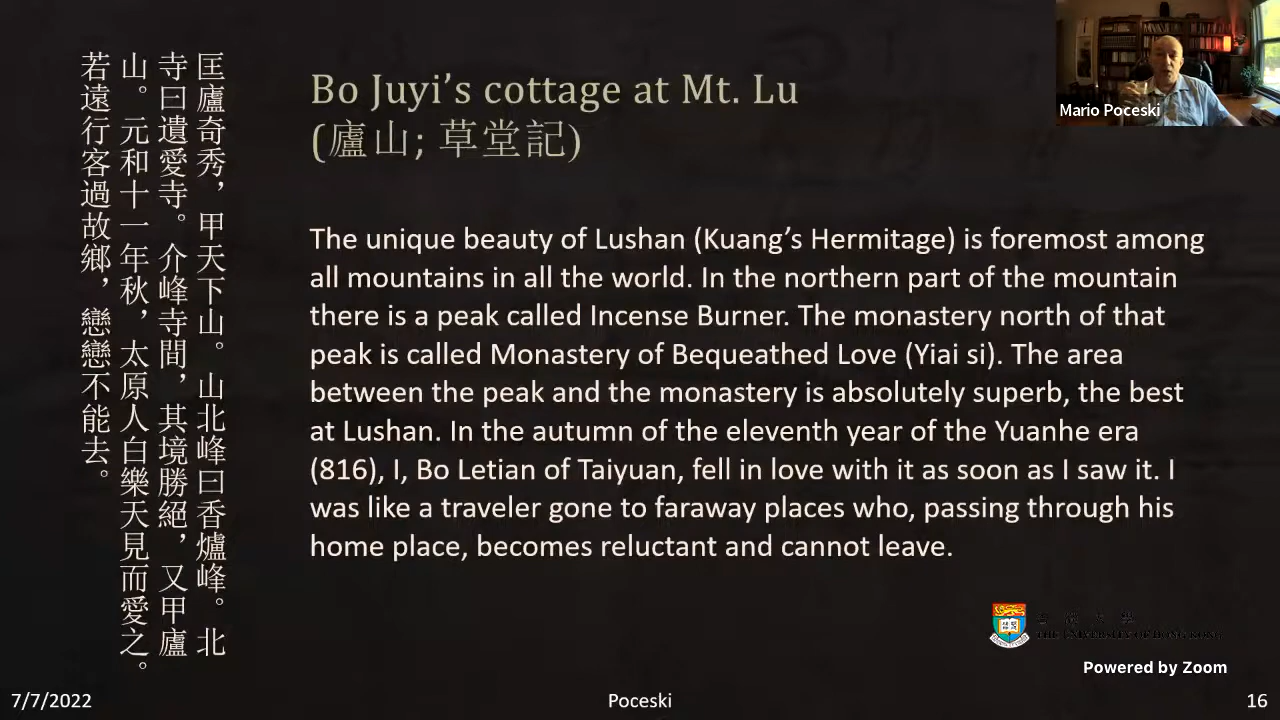 匡廬奇秀，甲天下山。山北峰曰香爐峰。北
寺曰遺愛寺。介峰寺間，其境勝絕，又甲廬
山。元和十一年秋，太原人白樂天見而愛之。
若遠行客過故鄉，戀戀不能去。
Bo Juyi’s cottage at Mt. Lu
(廬山; 草堂記)
The unique beauty of Lushan (Kuang’s Hermitage) is foremost among
all mountains in all the world. In the northern part of the mountain
there is a peak called Incense Burner. The monastery north of that
peak is called Monastery of Bequeathed Love (Yiai si). The area
between the peak and the monastery is absolutely superb, the best
at Lushan. In the autumn of the eleventh year of the Yuanhe era
(816), I, Bo Letian of Taiyuan, fell in love with it as soon as I saw it. I
was like a traveler gone to faraway places who, passing through his
home place, becomes reluctant and cannot leave.
Mario Poceski
THE UNIVERSITY OF HONG KONG
Powered by Zoom
7/7/2022
Poceski
16